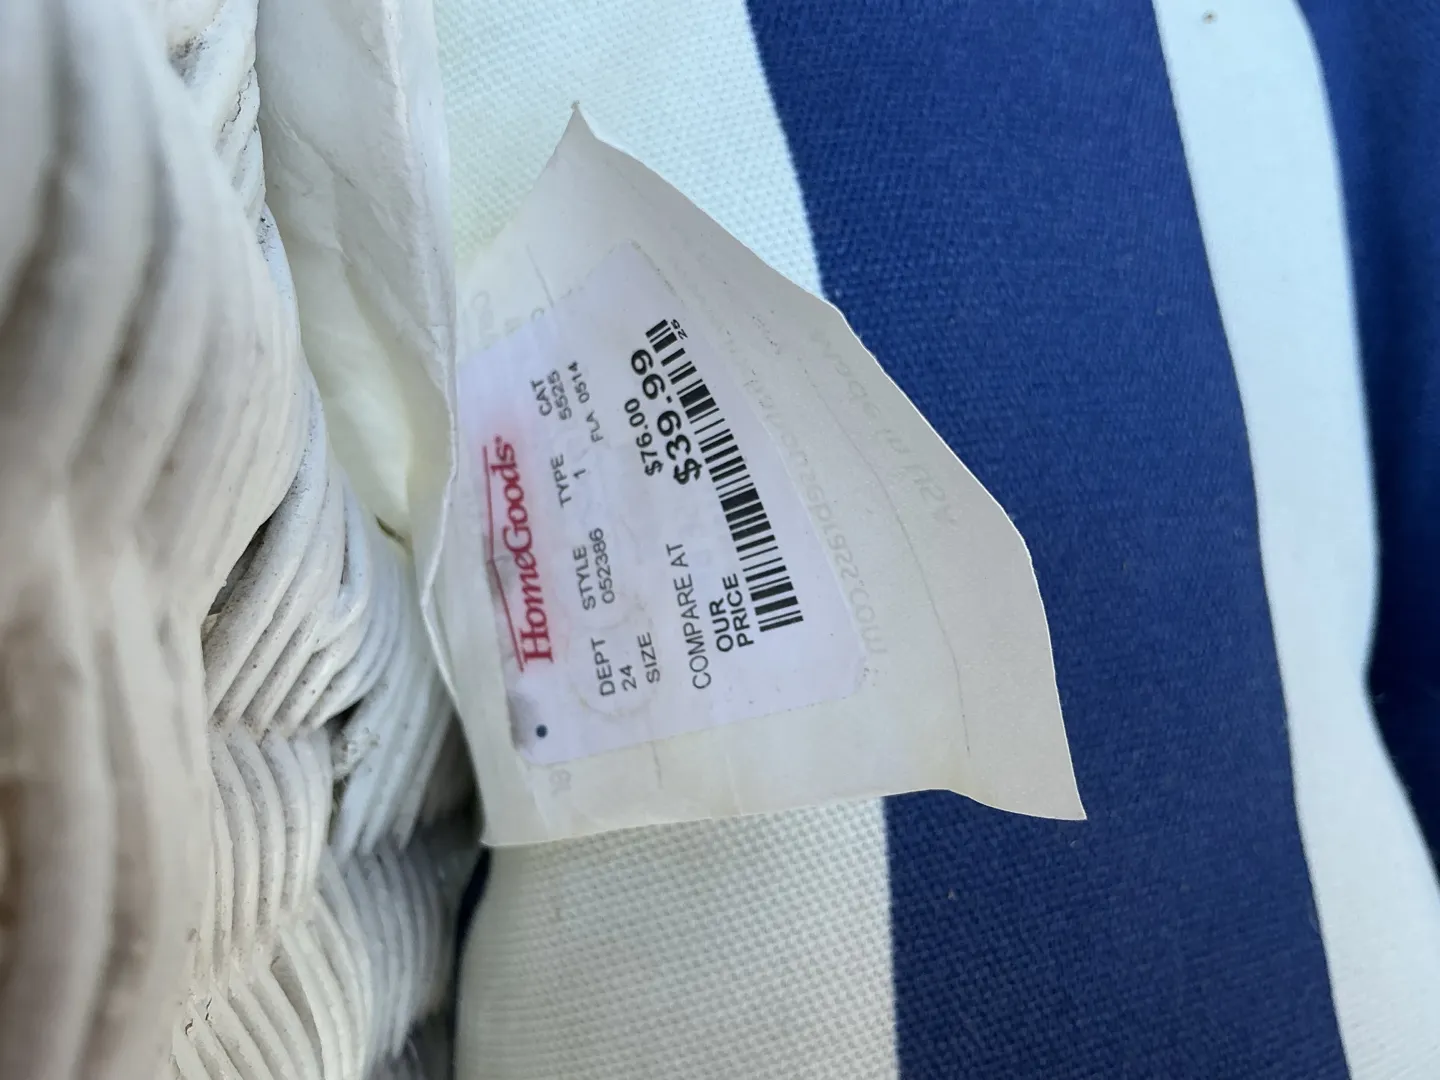 HomeGoods
DEPT STYLE TYPE CAT
24 052386 1 5525
SIZE FLA 0514
COMPARE AT $76.00
OUR
PRICE $39.99